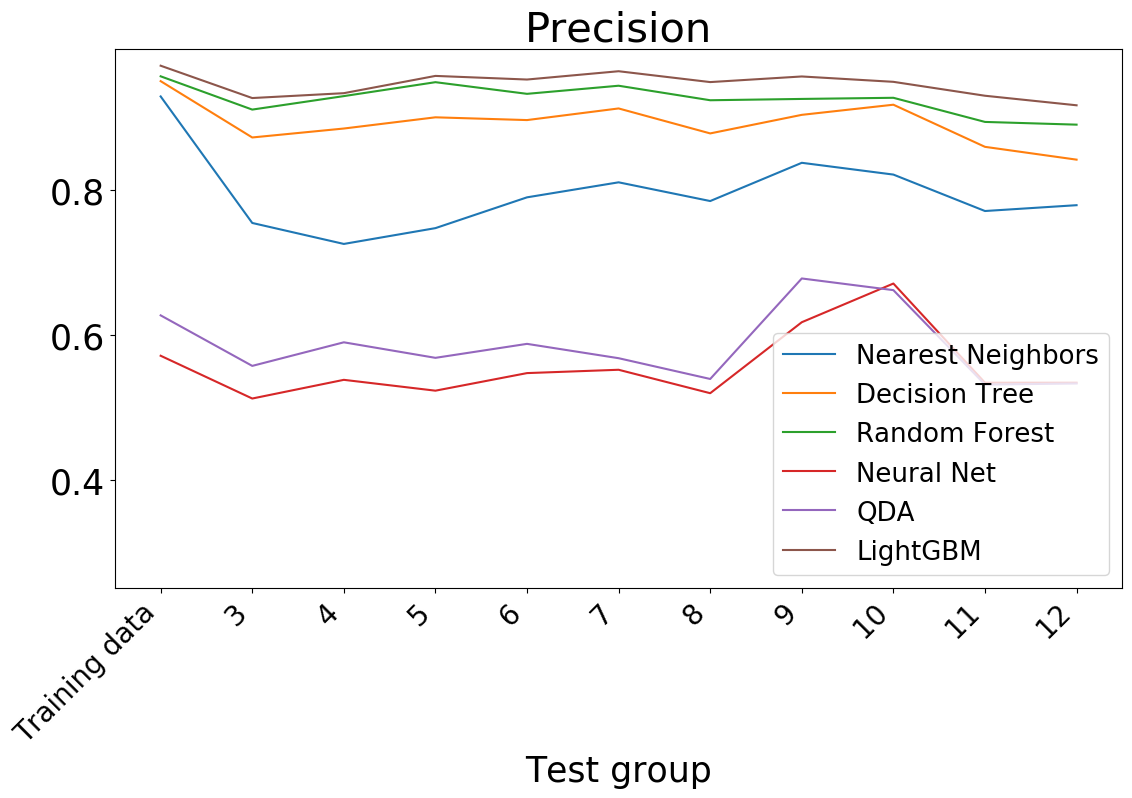 Precision
0.8
0.6
0.4
Nearest Neighbors
Decision Tree
Random Forest
Neural Net
QDA
LightGBM
Training data
3
4
5
6
7
8
9
10
11
12
Test group